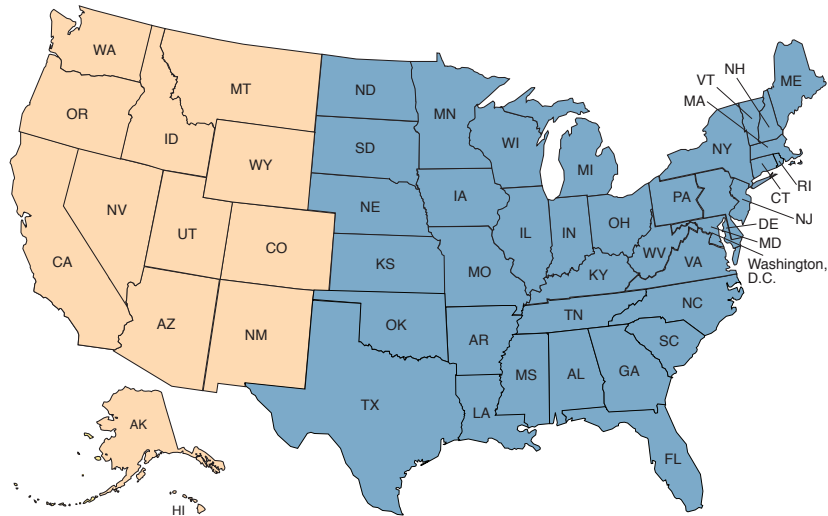 WA
MT
ND
MN
ME
NH
VT
MA
OR
ID
WY
SD
WI
MI
NY
RI
CT
NJ
NV
UT
CO
NE
IA
PA
DE
MD
Washington,
D.C.
CA
KS
MO
IL
IN
OH
WV
VA
KY
AZ
NM
OK
AR
TN
NC
SC
TX
LA
MS
AL
GA
FL
AK
HI